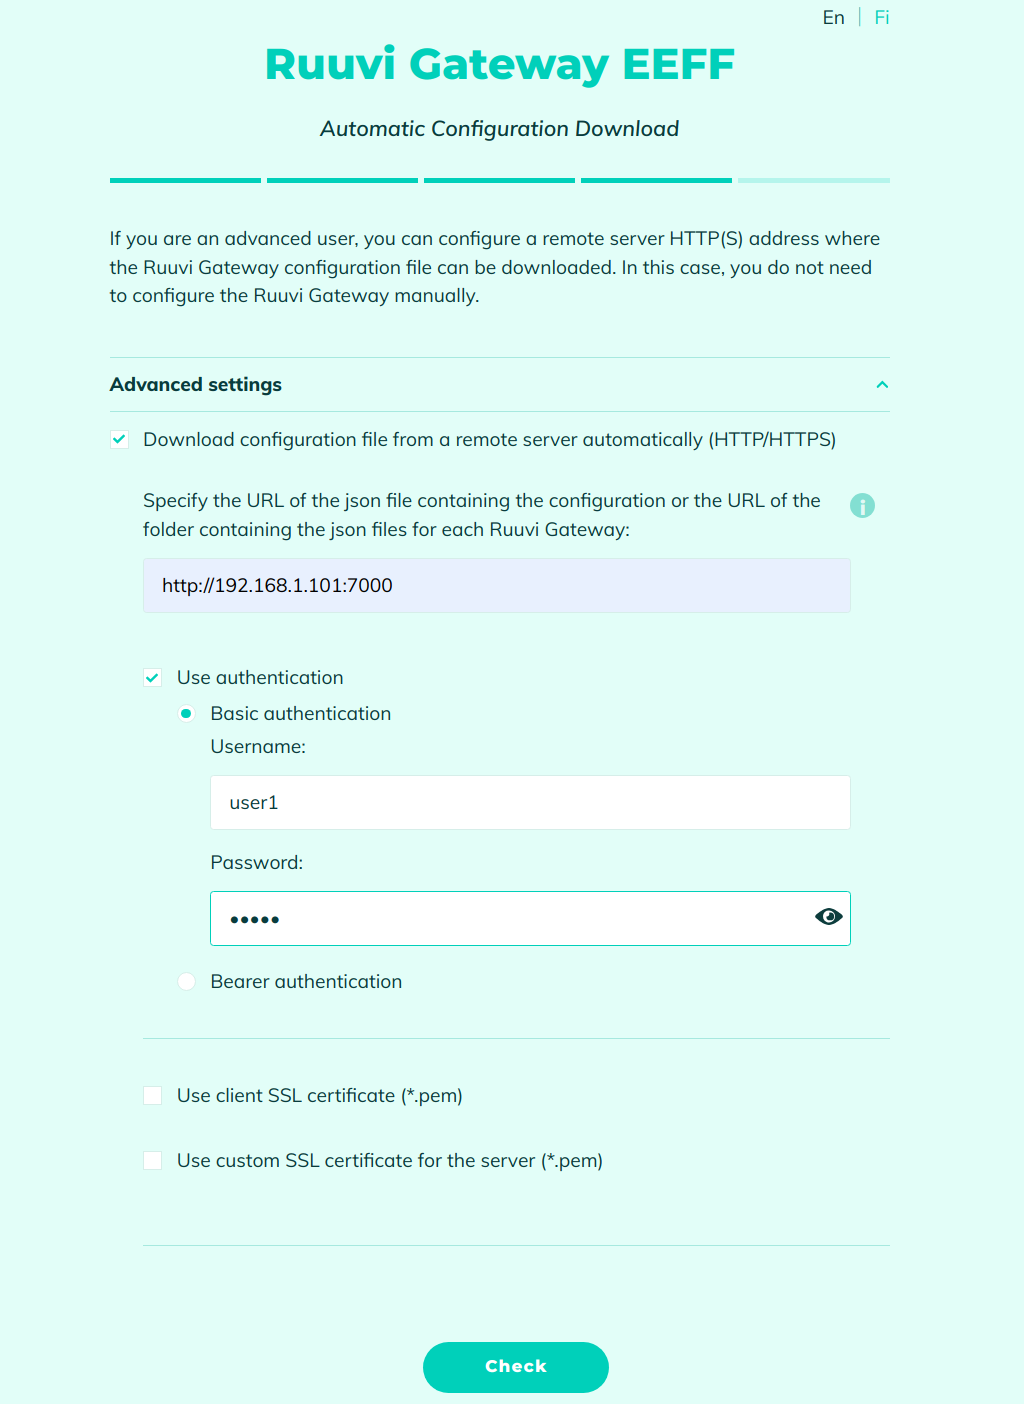 En | Fi
Ruuvi Gateway EEFF
Automatic Configuration Download
If you are an advanced user, you can configure a remote server HTTP(S) address where
the Ruuvi Gateway configuration file can be downloaded. In this case, you do not need
to configure the Ruuvi Gateway manually.
Advanced settings
Download configuration file from a remote server automatically (HTTP/HTTPS)
Specify the URL of the json file containing the configuration or the URL of the
folder containing the json files for each Ruuvi Gateway:
http://192.168.1.101:7000
Use authentication
Basic authentication
Username:
user1
Password:
•••••
Bearer authentication
Use client SSL certificate (*.pem)
Use custom SSL certificate for the server (*.pem)
Check